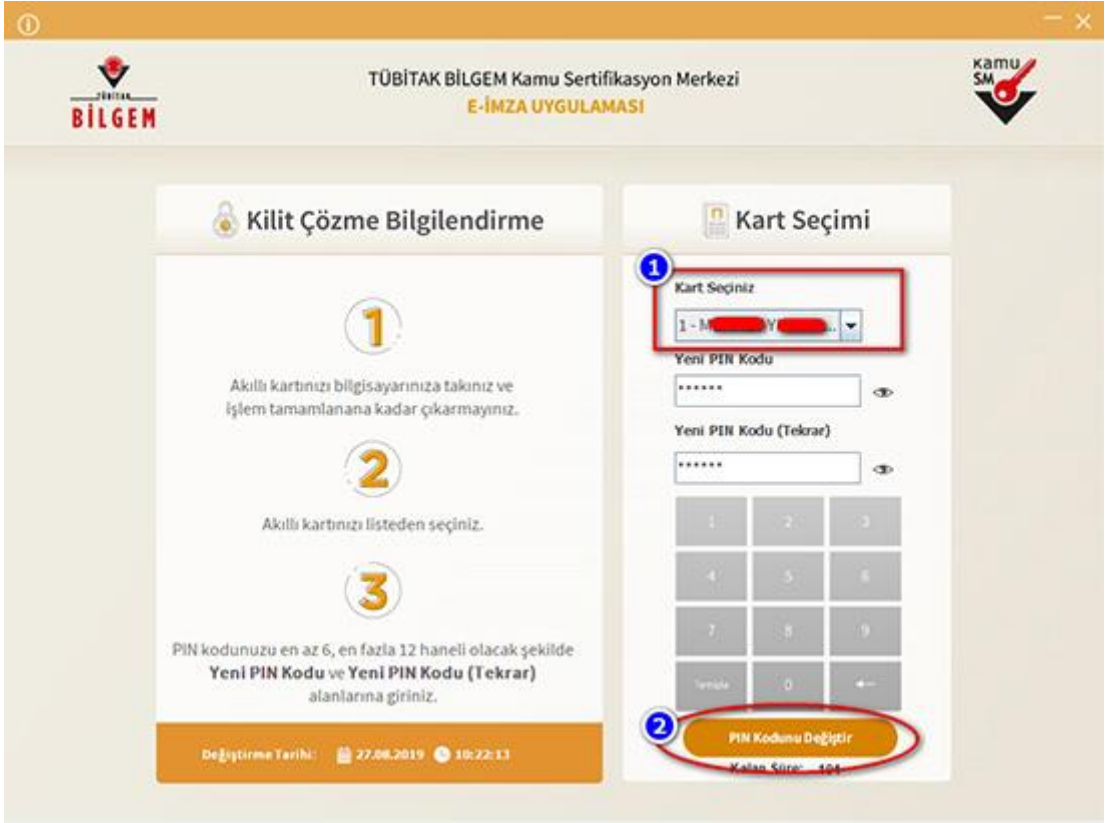 TÜBİTAK
BİLGEM
TÜBİTAK BİLGEM Kamu Sertifikasyon Merkezi
E-İMZA UYGULAMASI
Kamu
SM
Kilit Çözme Bilgilendirme
1
Akıllı kartınızı bilgisayarınıza takınız ve
işlem tamamlanana kadar çıkarmayınız.
2
Akıllı kartınızı listeden seçiniz.
3
PIN kodunuzu en az 6, en fazla 12 haneli olacak şekilde
Yeni PIN Kodu ve Yeni PIN Kodu (Tekrar)
alanlarına giriniz.
Değiştirme Tarihi: 27.08.2019 10:22:13
Kart Seçimi
1
Kart Seçiniz
1 - M Y ..
Yeni PIN Kodu
••••••
Yeni PIN Kodu (Tekrar)
••••••
1 2 3
4 5 6
7 8 9
Temizle 0 ←
2
PIN Kodunu Değiştir
Kalan Süre: 104